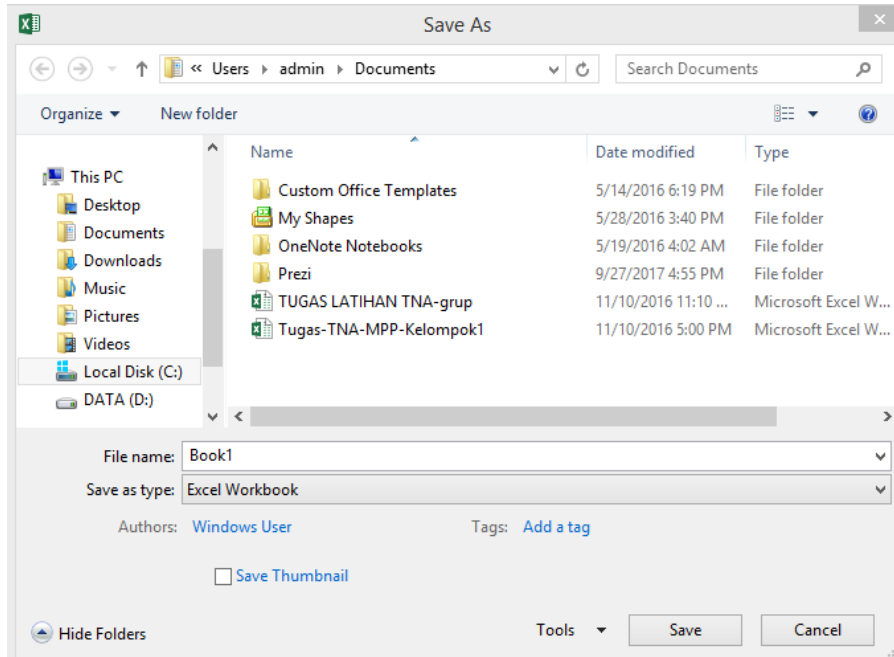 Save As
« Users ▸ admin ▸ Documents Search Documents
Organize New folder
Name Date modified Type
This PC
Desktop
Documents
Downloads
Music
Pictures
Videos
Local Disk (C:)
DATA (D:)
Custom Office Templates 5/14/2016 6:19 PM File folder
My Shapes 5/28/2016 3:40 PM File folder
OneNote Notebooks 5/19/2016 4:02 AM File folder
Prezi 9/27/2017 4:55 PM File folder
TUGAS LATIHAN TNA-grup 11/10/2016 11:10 ... Microsoft Excel W...
Tugas-TNA-MPP-Kelompok1 11/10/2016 5:00 PM Microsoft Excel W...
File name: Book1
Save as type: Excel Workbook
Authors: Windows User Tags: Add a tag
Save Thumbnail
Hide Folders Tools Save Cancel